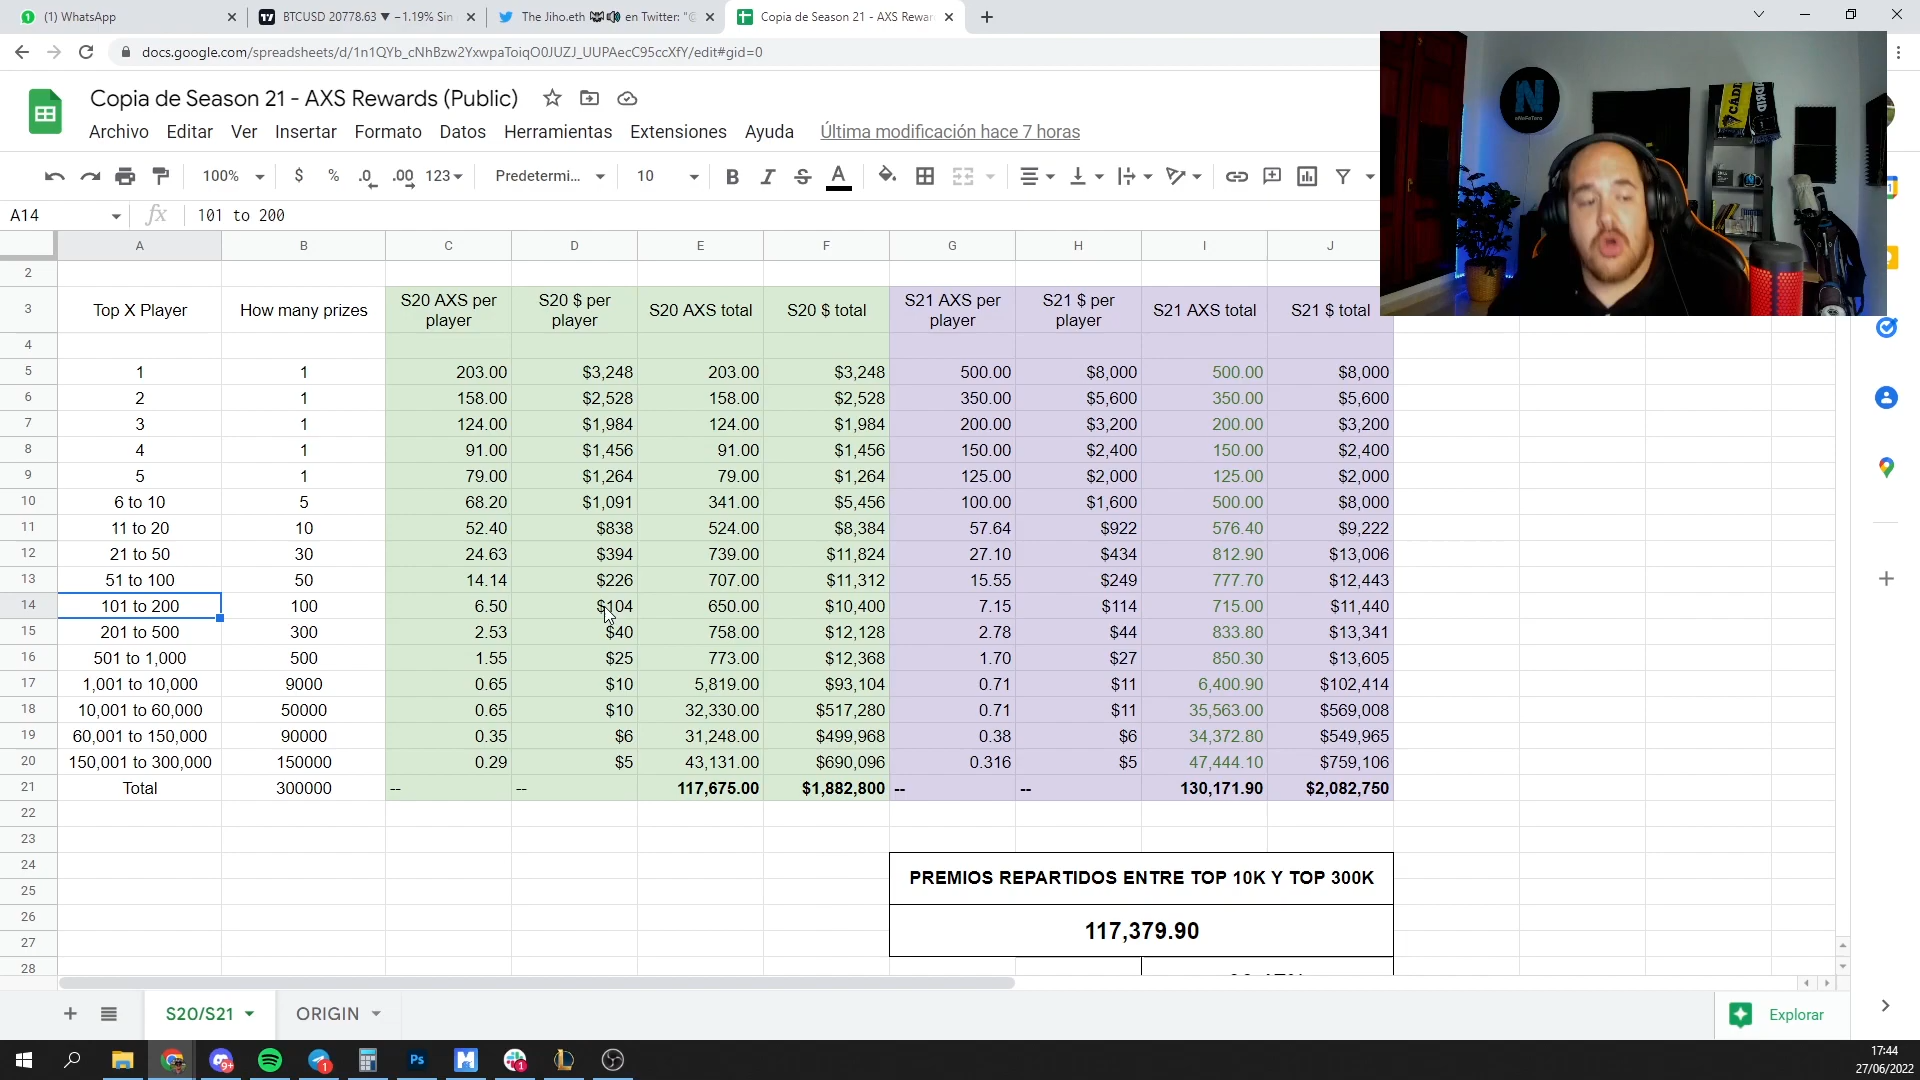 (1) WhatsApp
BTCUSD 20778.63 ▼ −1.19% Sin
The Jiho.eth en Twitter: "@
Copia de Season 21 - AXS Rewar
docs.google.com/spreadsheets/d/1n1QYb_cNhBzw2YxwpaToiqO0JUZJ_UUPAecC95ccXfY/edit#gid=0
Copia de Season 21 - AXS Rewards (Public)
Archivo Editar Ver Insertar Formato Datos Herramientas Extensiones Ayuda Última modificación hace 7 horas
100% $ % .0 .00 123 Predetermi... 10 B I S A
A14 fx 101 to 200
A B C D E F G H I J
2
3 Top X Player How many prizes S20 AXS per player S20 $ per player S20 AXS total S20 $ total S21 AXS per player S21 $ per player S21 AXS total S21 $ total
4
5 1 1 203.00 $3,248 203.00 $3,248 500.00 $8,000 500.00 $8,000
6 2 1 158.00 $2,528 158.00 $2,528 350.00 $5,600 350.00 $5,600
7 3 1 124.00 $1,984 124.00 $1,984 200.00 $3,200 200.00 $3,200
8 4 1 91.00 $1,456 91.00 $1,456 150.00 $2,400 150.00 $2,400
9 5 1 79.00 $1,264 79.00 $1,264 125.00 $2,000 125.00 $2,000
10 6 to 10 5 68.20 $1,091 341.00 $5,456 100.00 $1,600 500.00 $8,000
11 11 to 20 10 52.40 $838 524.00 $8,384 57.64 $922 576.40 $9,222
12 21 to 50 30 24.63 $394 739.00 $11,824 27.10 $434 812.90 $13,006
13 51 to 100 50 14.14 $226 707.00 $11,312 15.55 $249 777.70 $12,443
14 101 to 200 100 6.50 $104 650.00 $10,400 7.15 $114 715.00 $11,440
15 201 to 500 300 2.53 $40 758.00 $12,128 2.78 $44 833.80 $13,341
16 501 to 1,000 500 1.55 $25 773.00 $12,368 1.70 $27 850.30 $13,605
17 1,001 to 10,000 9000 0.65 $10 5,819.00 $93,104 0.71 $11 6,400.90 $102,414
18 10,001 to 60,000 50000 0.65 $10 32,330.00 $517,280 0.71 $11 35,563.00 $569,008
19 60,001 to 150,000 90000 0.35 $6 31,248.00 $499,968 0.38 $6 34,372.80 $549,965
20 150,001 to 300,000 150000 0.29 $5 43,131.00 $690,096 0.316 $5 47,444.10 $759,106
21 Total 300000 -- -- 117,675.00 $1,882,800 -- -- 130,171.90 $2,082,750
22
23
24
25 PREMIOS REPARTIDOS ENTRE TOP 10K Y TOP 300K
26
27 117,379.90
28
S20/S21 ORIGIN Explorar
9+ 1 Ps M 1
17:44
27/06/2022